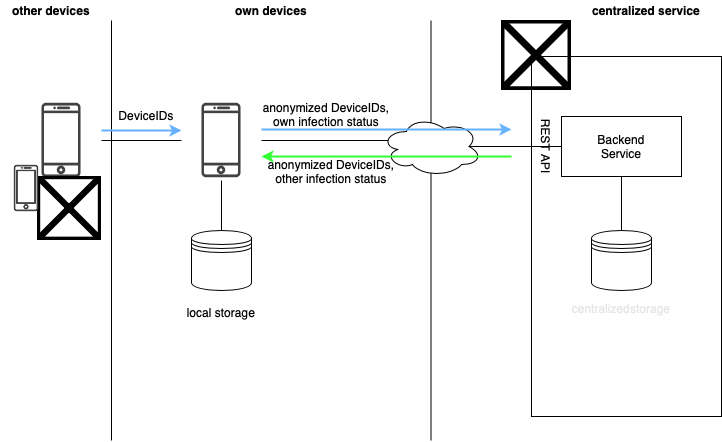 other devices
own devices
centralized service
DeviceIDs
anonymized DeviceIDs,
own infection status
anonymized DeviceIDs,
other infection status
REST API
Backend
Service
local storage
centralizedstorage